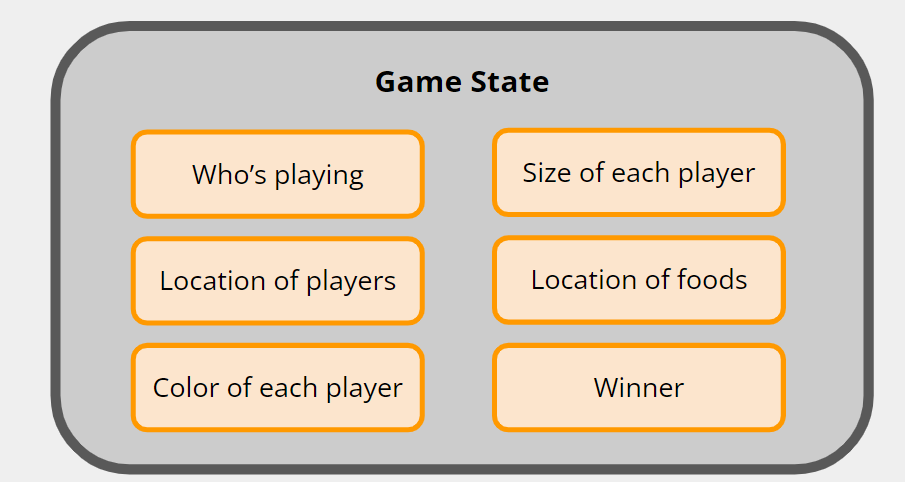 Game State
Who’s playing
Size of each player
Location of players
Location of foods
Color of each player
Winner